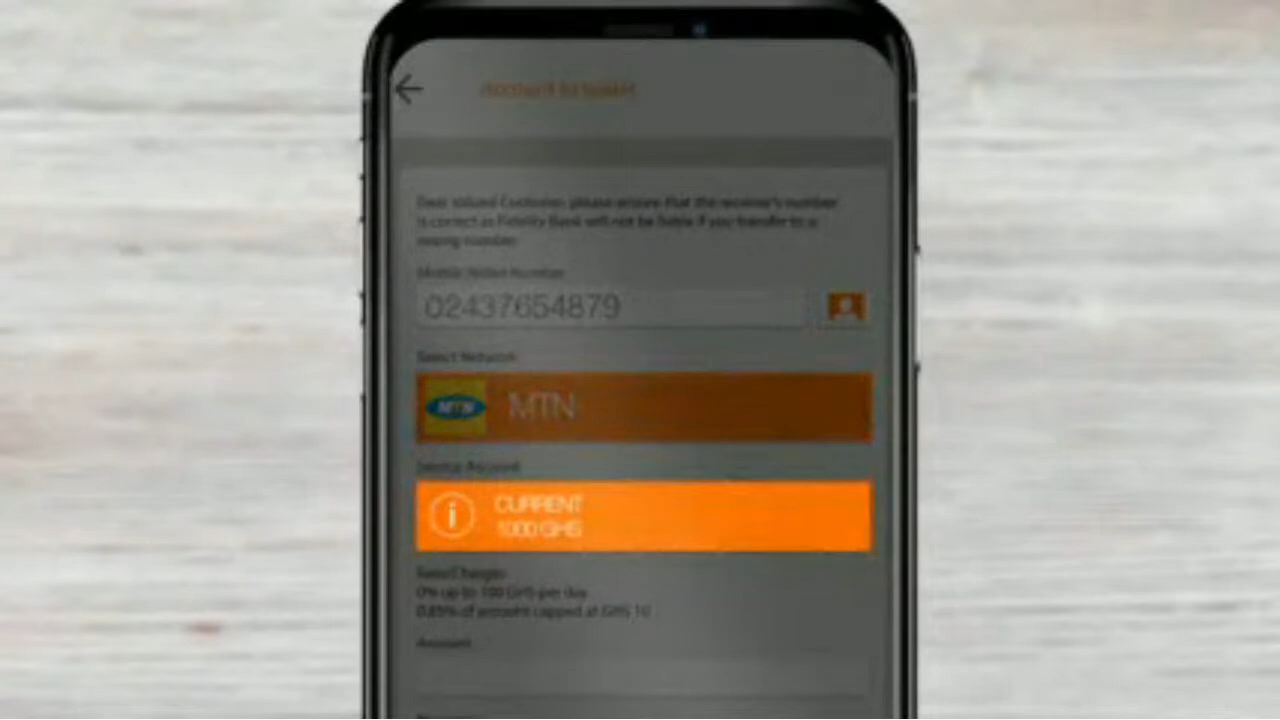 Account to Wallet
Dear Valued Customer, please ensure that the receiver's number
is correct as Fidelity Bank will not be liable if you transfer to a
wrong number.
Mobile Wallet Number
02437654879
Select Network
MTN MTN
Source Account
i CURRENT
1000 GHS
Fees/Charges
0% up to 100 GHS per day
0.85% of amount capped at GHS 10
Amount